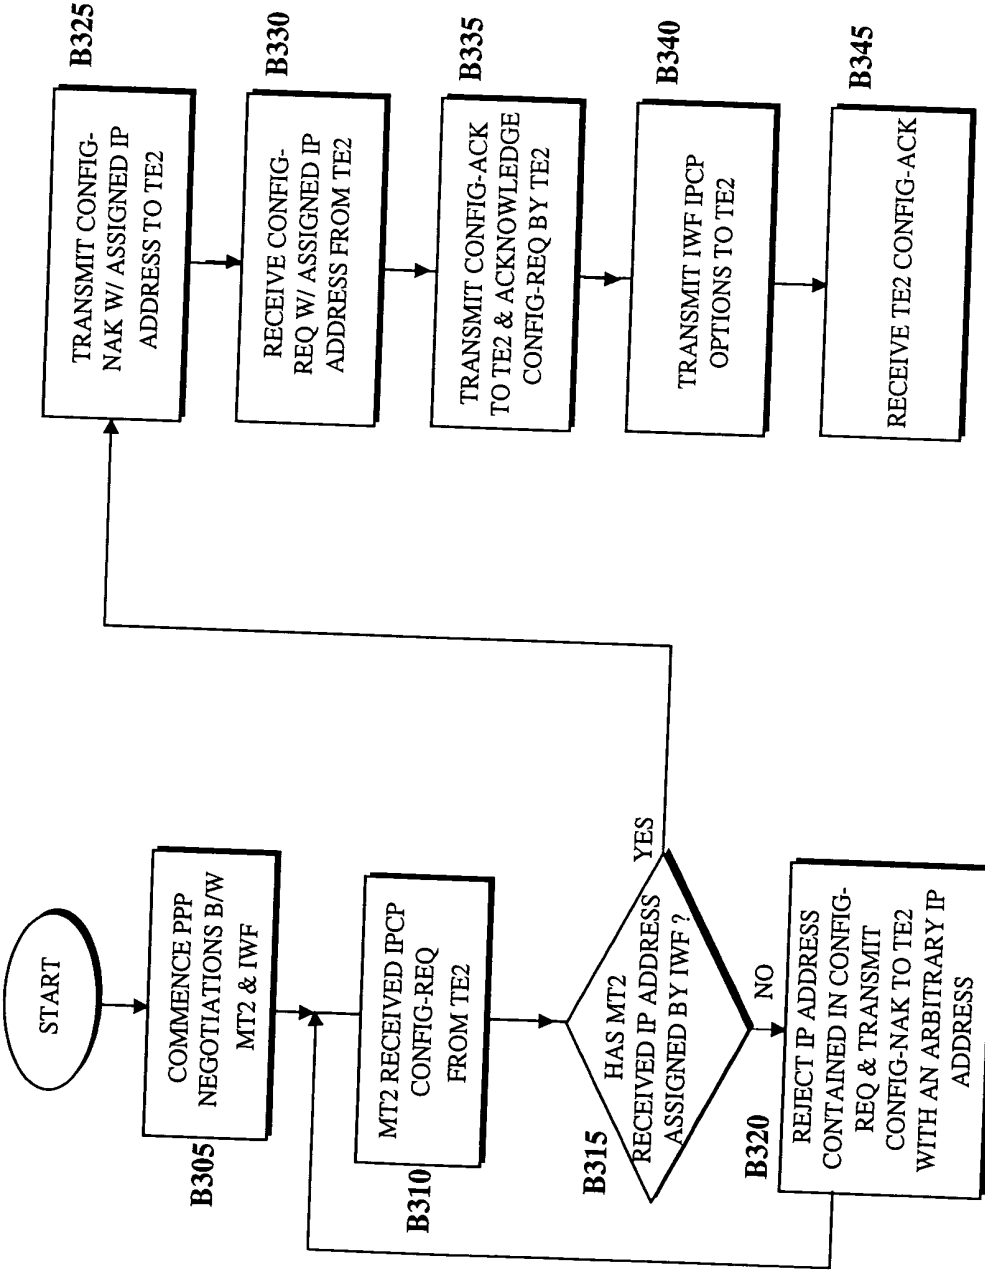 START
COMMENCE PPP
NEGOTIATIONS B/W
MT2 & IWF
B305
MT2 RECEIVED IPCP
CONFIG-REQ
FROM TE2
B310
HAS MT2
RECEIVED IP ADDRESS
ASSIGNED BY IWF ?
B315
YES
NO
B320
REJECT IP ADDRESS
CONTAINED IN CONFIG-
REQ & TRANSMIT
CONFIG-NAK TO TE2
WITH AN ARBITRARY IP
ADDRESS
B325
TRANSMIT CONFIG-
NAK W/ ASSIGNED IP
ADDRESS TO TE2
B330
RECEIVE CONFIG-
REQ W/ ASSIGNED IP
ADDRESS FROM TE2
B335
TRANSMIT CONFIG-ACK
TO TE2 & ACKNOWLEDGE
CONFIG-REQ BY TE2
B340
TRANSMIT IWF IPCP
OPTIONS TO TE2
B345
RECEIVE TE2 CONFIG-ACK